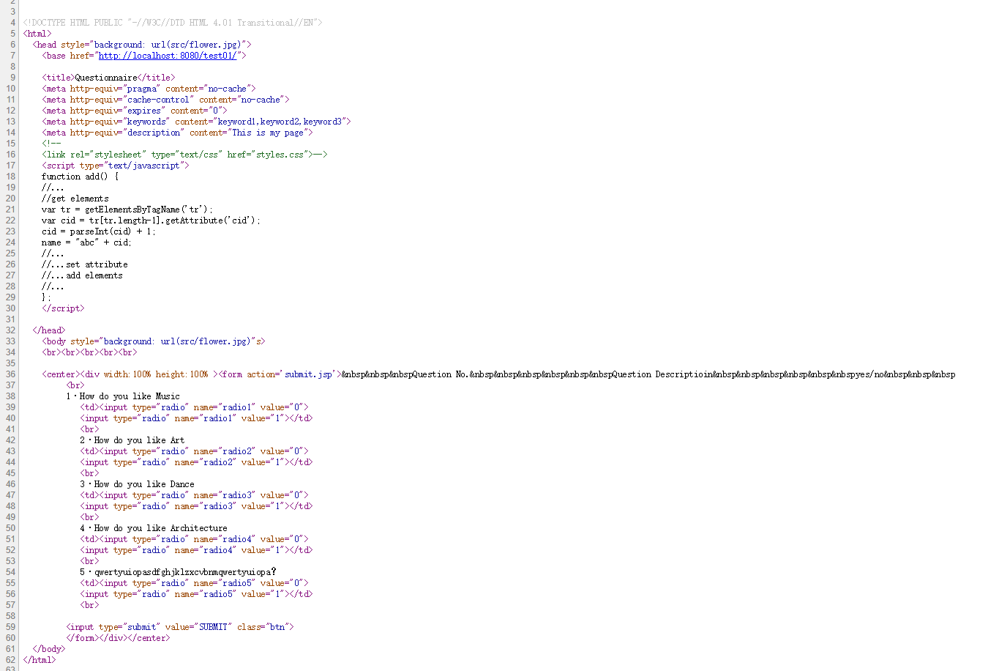 2
3
4 <!DOCTYPE HTML PUBLIC "-//W3C//DTD HTML 4.01 Transitional//EN">
5 <html>
6 <head style="background: url(src/flower.jpg)">
7 <base href="http://localhost:8080/test01/">
8
9 <title>Questionnaire</title>
10 <meta http-equiv="pragma" content="no-cache">
11 <meta http-equiv="cache-control" content="no-cache">
12 <meta http-equiv="expires" content="0">
13 <meta http-equiv="keywords" content="keyword1,keyword2,keyword3">
14 <meta http-equiv="description" content="This is my page">
15 <!--
16 <link rel="stylesheet" type="text/css" href="styles.css">-->
17 <script type="text/javascript">
18 function add() {
19 //...
20 //get elements
21 var tr = getElementsByTagName('tr');
22 var cid = tr[tr.length-1].getAttribute('cid');
23 cid = parseInt(cid) + 1;
24 name = "abc" + cid;
25 //...
26 //...set attribute
27 //...add elements
28 //...
29 };
30 </script>
31
32 </head>
33 <body style="background: url(src/flower.jpg)"s>
34 <br><br><br><br><br>
35
36 <center><div width:100% height:100% ><form action='submit.jsp'>&nbsp&nbsp&nbspQuestion No.&nbsp&nbsp&nbsp&nbsp&nbsp&nbspQuestion Descriptioin&nbsp&nbsp&nbsp&nbsp&nbsp&nbspyes/no&nbsp&nbsp&nbsp
37 <br>
38 1·How do you like Music
39 <td><input type="radio" name="radio1" value="0">
40 <input type="radio" name="radio1" value="1"></td>
41 <br>
42 2·How do you like Art
43 <td><input type="radio" name="radio2" value="0">
44 <input type="radio" name="radio2" value="1"></td>
45 <br>
46 3·How do you like Dance
47 <td><input type="radio" name="radio3" value="0">
48 <input type="radio" name="radio3" value="1"></td>
49 <br>
50 4·How do you like Architecture
51 <td><input type="radio" name="radio4" value="0">
52 <input type="radio" name="radio4" value="1"></td>
53 <br>
54 5·qwertyuiopasdfghjklzxcvbnmqwertyuiopa?
55 <td><input type="radio" name="radio5" value="0">
56 <input type="radio" name="radio5" value="1"></td>
57 <br>
58
59 <input type="submit" value="SUBMIT" class="btn">
60 </form></div></center>
61 </body>
62 </html>
63